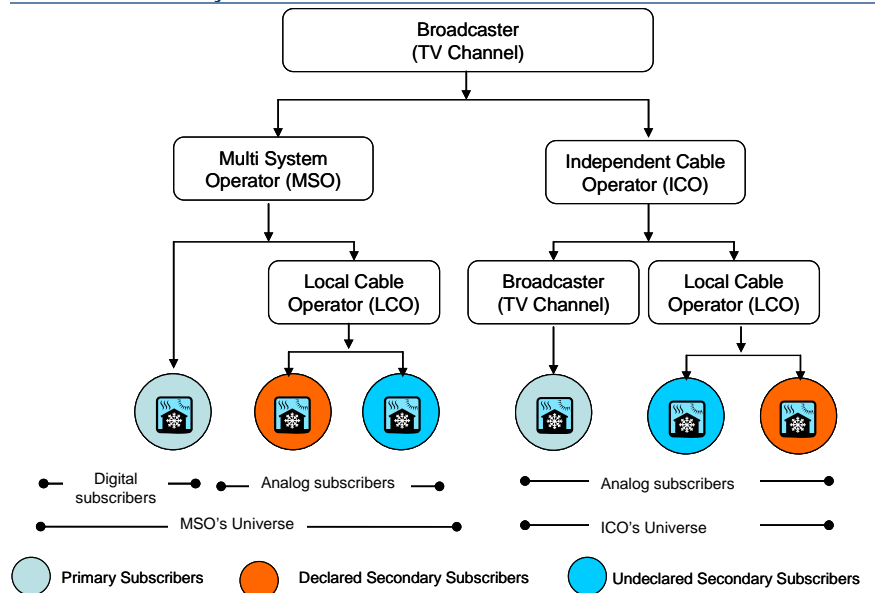 Broadcaster
(TV Channel)
Multi System
Operator (MSO)
Independent Cable
Operator (ICO)
Local Cable
Operator (LCO)
Broadcaster
(TV Channel)
Local Cable
Operator (LCO)
Digital
subscribers
Analog subscribers
Analog subscribers
MSO's Universe
ICO's Universe
Primary Subscribers
Declared Secondary Subscribers
Undeclared Secondary Subscribers